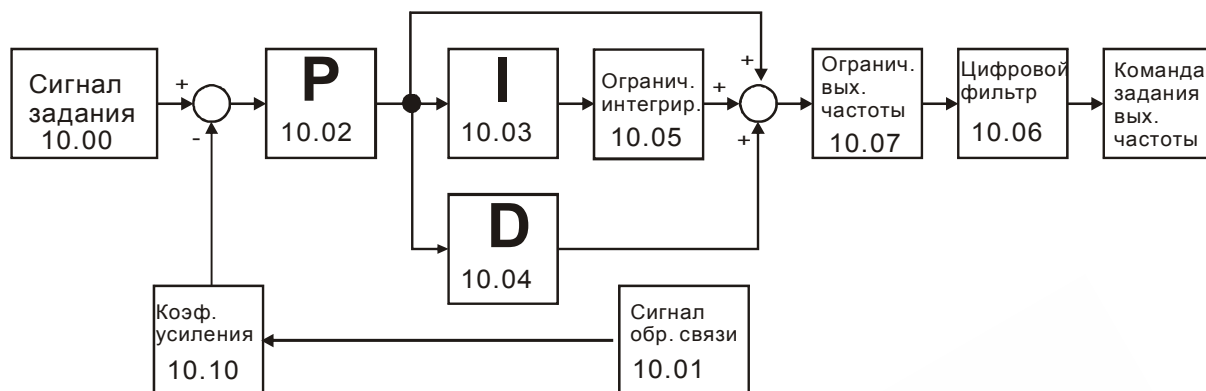 Сигнал
задания
10.00
+
-
P
10.02
I
10.03
Огранич.
интегрир.
10.05
+
+
+
Огранич.
вых.
частоты
10.07
Цифровой
фильтр
10.06
Команда
задания
вых.
частоты
D
10.04
Коэф.
усиления
10.10
Сигнал
обр. связи
10.01